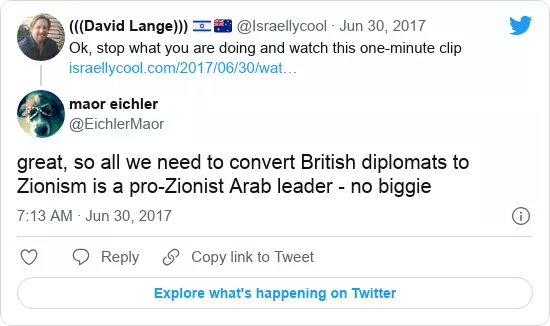 (((David Lange))) 🇮🇱🇦🇺 @Israellycool · Jun 30, 2017
Ok, stop what you are doing and watch this one-minute clip
israellycool.com/2017/06/30/wat…
maor eichler
@EichlerMaor
great, so all we need to convert British diplomats to
Zionism is a pro-Zionist Arab leader - no biggie
7:13 AM · Jun 30, 2017
Reply Copy link to Tweet
Explore what's happening on Twitter